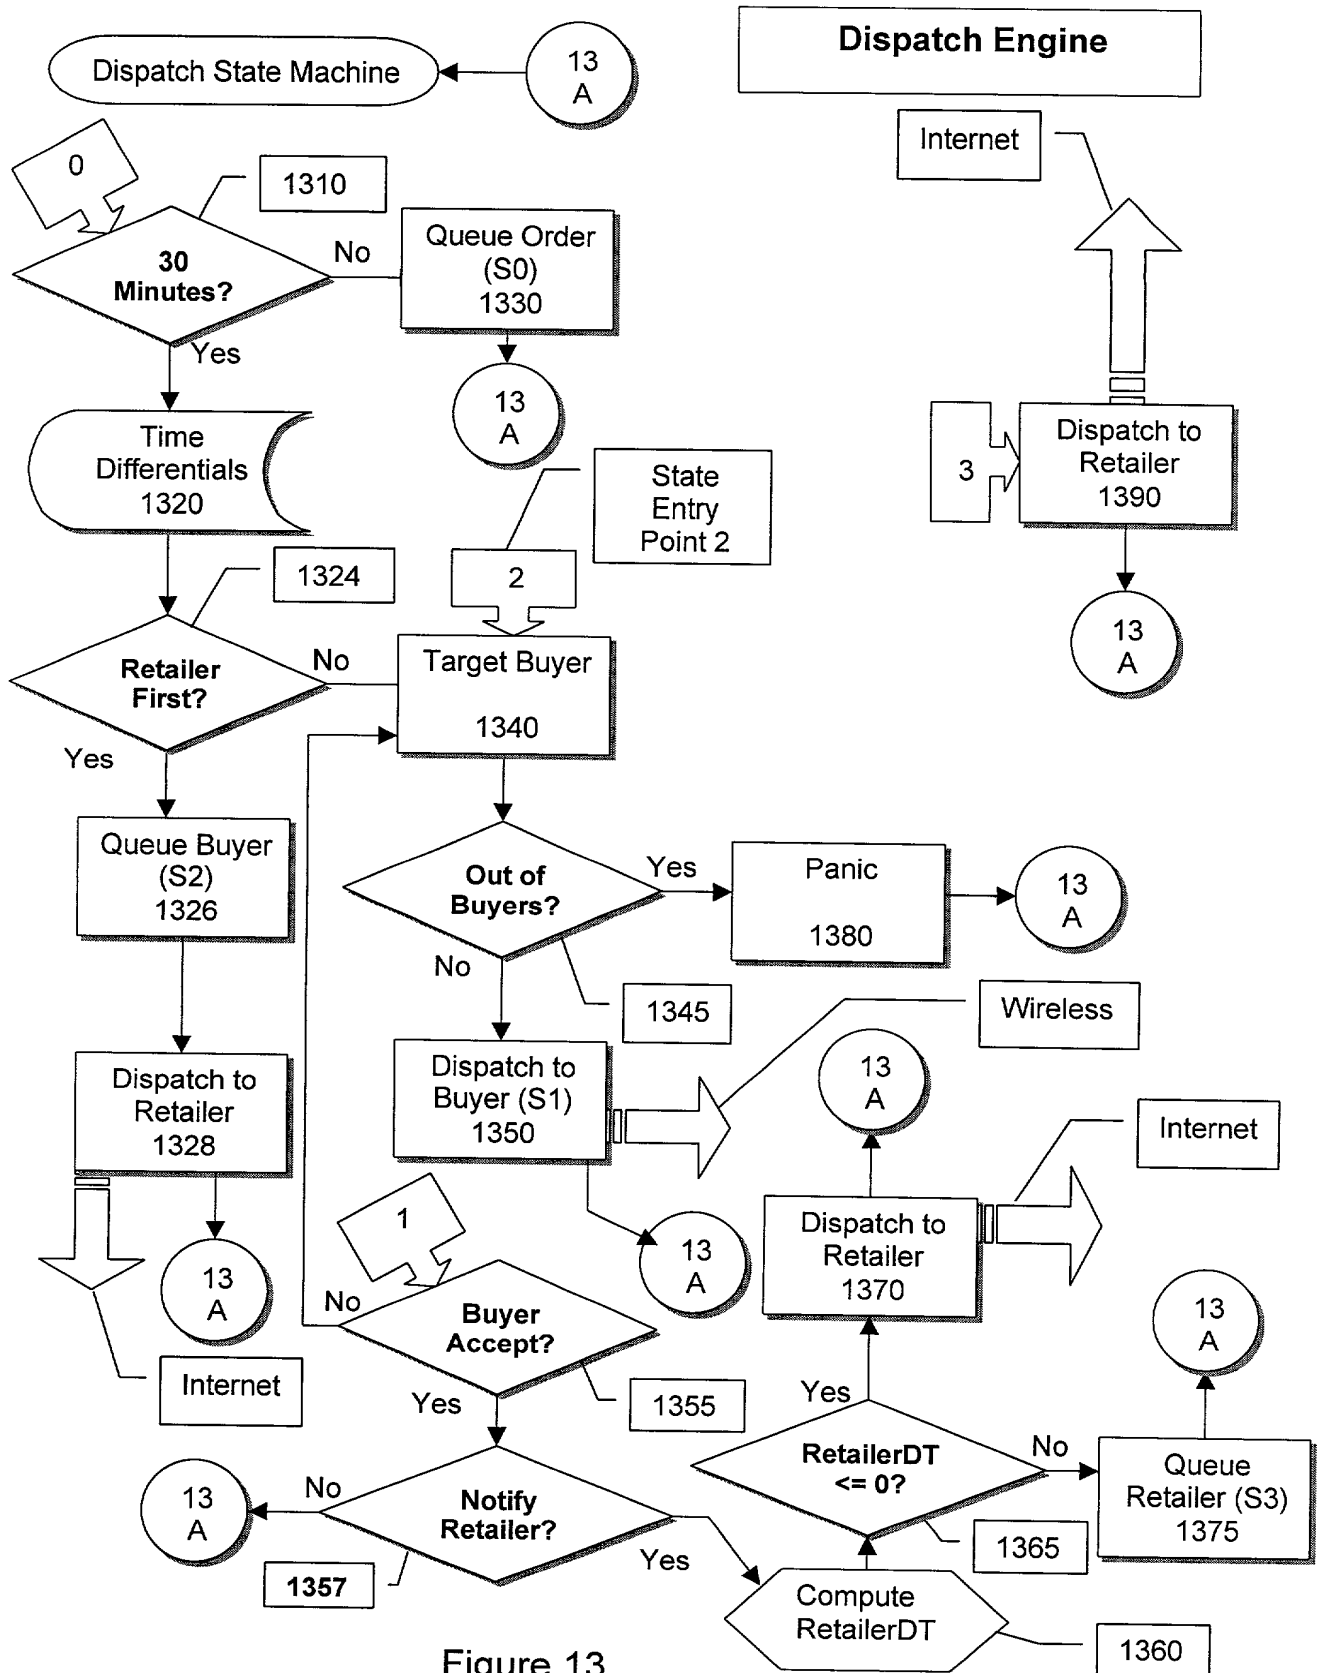 Dispatch State Machine
13
A
Dispatch Engine
Internet
0
1310
30
Minutes?
No
Queue Order
(S0)
1330
Yes
13
A
Time
Differentials
1320
State
Entry
Point 2
3
Dispatch to
Retailer
1390
1324
2
13
A
Retailer
First?
No
Target Buyer
1340
Yes
Queue Buyer
(S2)
1326
Out of
Buyers?
Yes
Panic
1380
13
A
No
1345
Wireless
Dispatch to
Retailer
1328
Dispatch to
Buyer (S1)
1350
13
A
Internet
1
13
A
13
A
Dispatch to
Retailer
1370
13
A
No
Buyer
Accept?
Internet
Yes
1355
Yes
RetailerDT
<= 0?
No
Queue
Retailer (S3)
1375
13
A
No
Notify
Retailer?
Yes
1357
1365
Compute
RetailerDT
1360
Figure 13